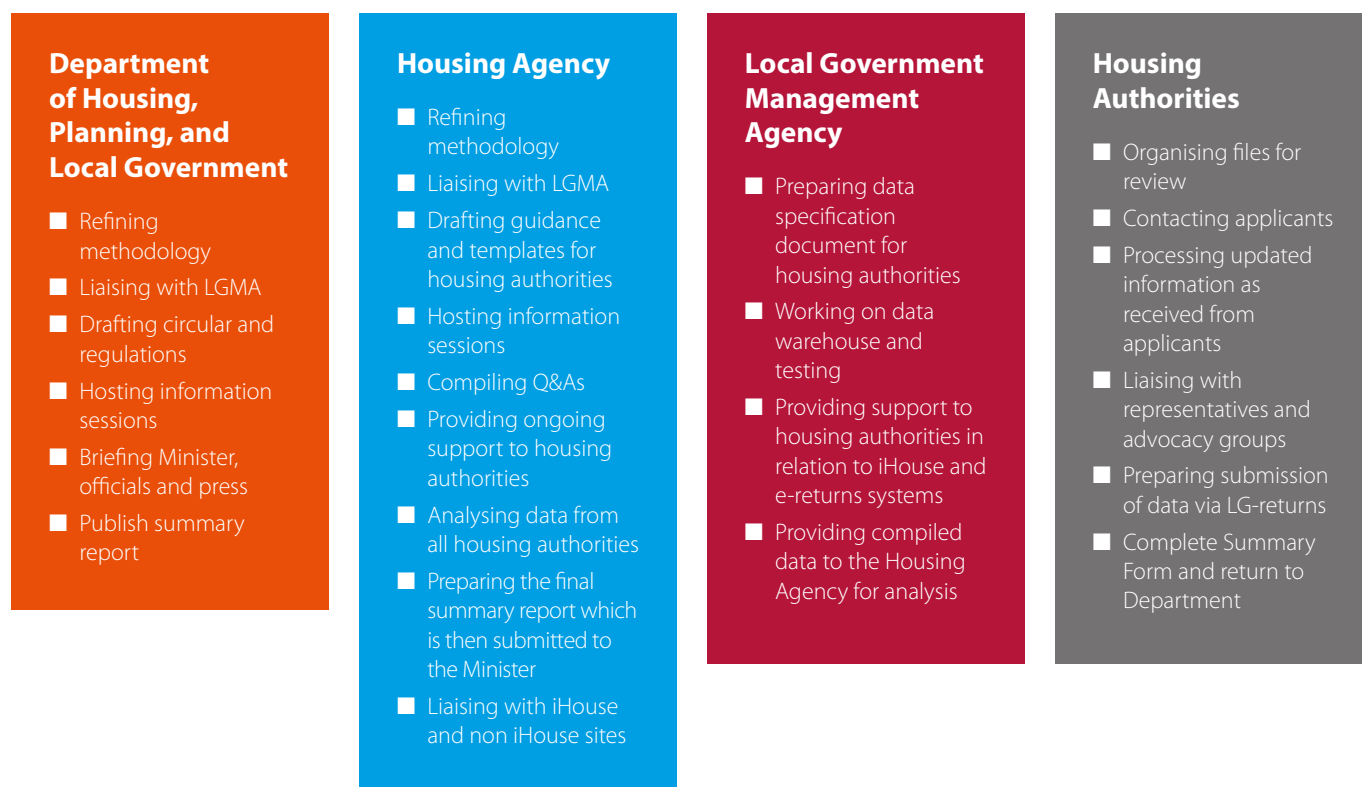 Department
of Housing,
Planning, and
Local Government
■ Refining
methodology
■ Liaising with LGMA
■ Drafting circular and
regulations
■ Hosting information
sessions
■ Briefing Minister,
officials and press
■ Publish summary
report
Housing Agency
■ Refining
methodology
■ Liaising with LGMA
■ Drafting guidance
and templates for
housing authorities
■ Hosting information
sessions
■ Compiling Q&As
■ Providing ongoing
support to housing
authorities
■ Analysing data from
all housing authorities
■ Preparing the final
summary report which
is then submitted to
the Minister
■ Liaising with iHouse
and non iHouse sites
Local Government
Management
Agency
■ Preparing data
specification
document for
housing authorities
■ Working on data
warehouse and
testing
■ Providing support to
housing authorities in
relation to iHouse and
e-returns systems
■ Providing compiled
data to the Housing
Agency for analysis
Housing
Authorities
■ Organising files for
review
■ Contacting applicants
■ Processing updated
information as
received from
applicants
■ Liaising with
representatives and
advocacy groups
■ Preparing submission
of data via LG-returns
■ Complete Summary
Form and return to
Department